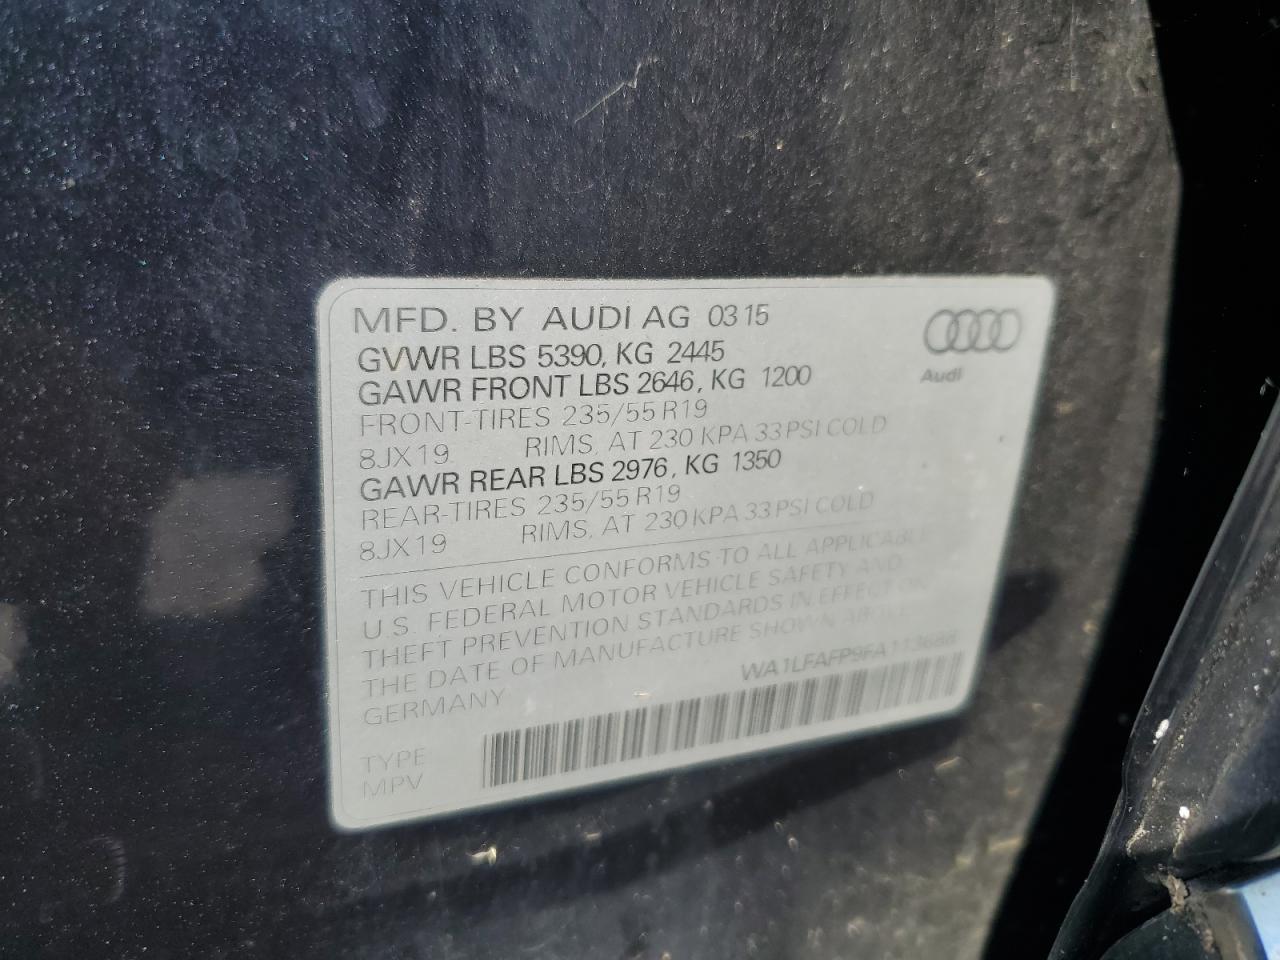 MFD. BY AUDI AG 03 15
Audi
GVWR LBS 5390, KG 2445
GAWR FRONT LBS 2646, KG 1200
FRONT-TIRES 235/55 R19
8JX19 RIMS, AT 230 KPA 33 PSI COLD
GAWR REAR LBS 2976, KG 1350
REAR-TIRES 235/55 R19
8JX19 RIMS, AT 230 KPA 33 PSI COLD
THIS VEHICLE CONFORMS TO ALL APPLICABLE
U.S. FEDERAL MOTOR VEHICLE SAFETY AND
THEFT PREVENTION STANDARDS IN EFFECT ON
THE DATE OF MANUFACTURE SHOWN ABOVE
GERMANY
WA1LFAFP9FA113688
TYPE
MPV